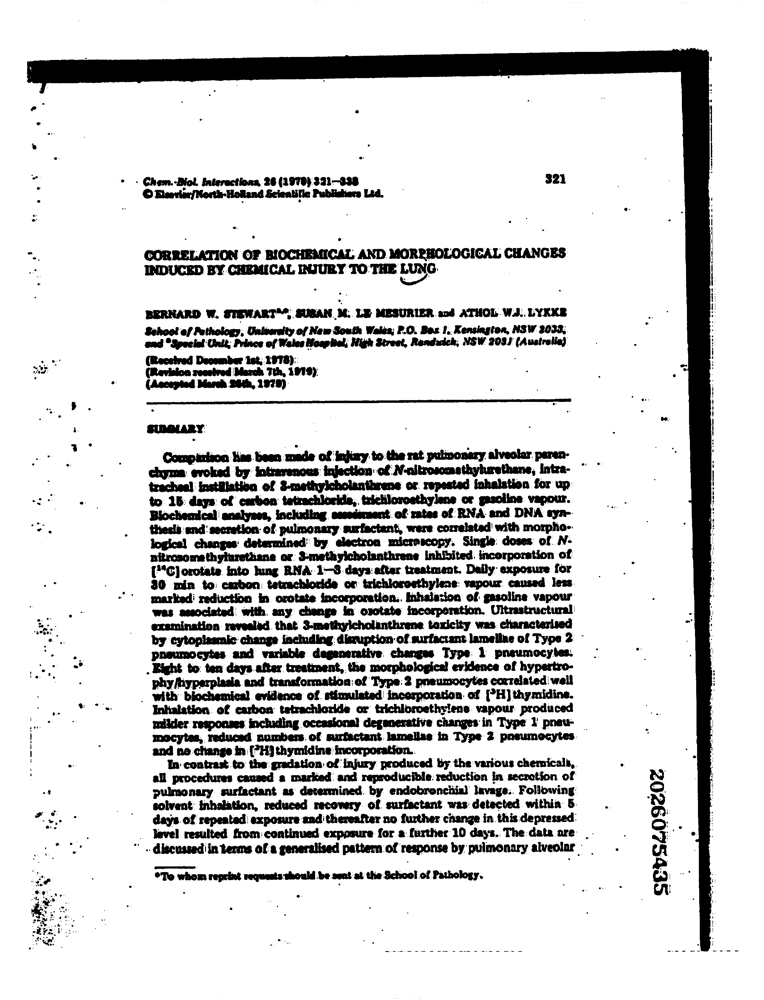 Chem.-Biol. Interactions, 26 (1979) 321—338
321
© Elsevier/North-Holland Scientific Publishers Ltd.
CORRELATION OF BIOCHEMICAL AND MORPHOLOGICAL CHANGES
INDUCED BY CHEMICAL INJURY TO THE LUNG
BERNARD W. STEWART, SUSAN M. LE MESURIER and ATHOL W.J. LYKKE
School of Pathology, University of New South Wales, P.O. Box 1, Kensington, NSW 2033,
and *Special Unit, Prince of Wales Hospital, High Street, Randwick, NSW 2031 (Australia)
(Received December 1st, 1978)
(Revision received March 7th, 1979)
(Accepted March 26th, 1979)
SUMMARY
Comparison has been made of injury to the rat pulmonary alveolar paren-
chyma evoked by intravenous injection of N-nitrosomethylurethane, intra-
tracheal instillation of 3-methylcholanthrene or repeated inhalation for up
to 15 days of carbon tetrachloride, trichloroethylene or gasoline vapour.
Biochemical analyses, including assessment of rates of RNA and DNA syn-
thesis and secretion of pulmonary surfactant, were correlated with morpho-
logical changes determined by electron microscopy. Single doses of N-
nitrosomethylurethane or 3-methylcholanthrene inhibited incorporation of
[¹⁴C]orotate into lung RNA 1—3 days after treatment. Daily exposure for
30 min to carbon tetrachloride or trichloroethylene vapour caused less
marked reduction in orotate incorporation. Inhalation of gasoline vapour
was associated with any change in orotate incorporation. Ultrastructural
examination revealed that 3-methylcholanthrene toxicity was characterised
by cytoplasmic change including disruption of surfactant lamellae of Type 2
pneumocytes and variable degenerative changes Type 1 pneumocytes.
Eight to ten days after treatment, the morphological evidence of hypertro-
phy/hyperplasia and transformation of Type 2 pneumocytes correlated well
with biochemical evidence of stimulated incorporation of [³H]thymidine.
Inhalation of carbon tetrachloride or trichloroethylene vapour produced
milder responses including occasional degenerative changes in Type 1 pneu-
mocytes, reduced numbers of surfactant lamellae in Type 2 pneumocytes
and no change in [³H]thymidine incorporation.
In contrast to the gradation of injury produced by the various chemicals,
all procedures caused a marked and reproducible reduction in secretion of
pulmonary surfactant as determined by endobronchial lavage. Following
solvent inhalation, reduced recovery of surfactant was detected within 5
days of repeated exposure and thereafter no further change in this depressed
level resulted from continued exposure for a further 10 days. The data are
discussed in terms of a generalised pattern of response by pulmonary alveolar
*To whom reprint requests should be sent at the School of Pathology.
2026075435